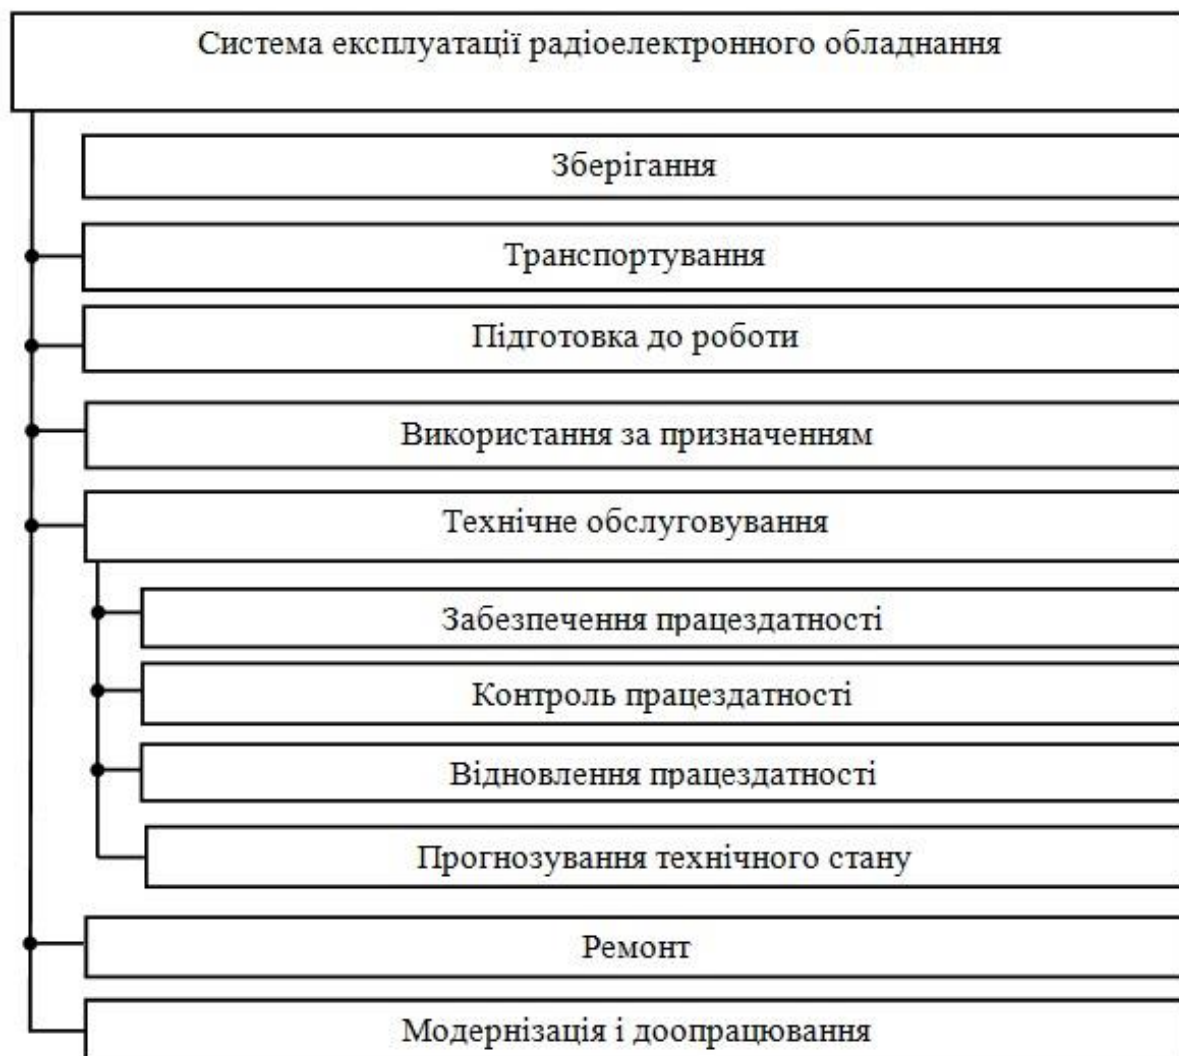 Система експлуатації радіоелектронного обладнання
Зберігання
Транспортування
Підготовка до роботи
Використання за призначенням
Технічне обслуговування
Забезпечення працездатності
Контроль працездатності
Відновлення працездатності
Прогнозування технічного стану
Ремонт
Модернізація і доопрацювання